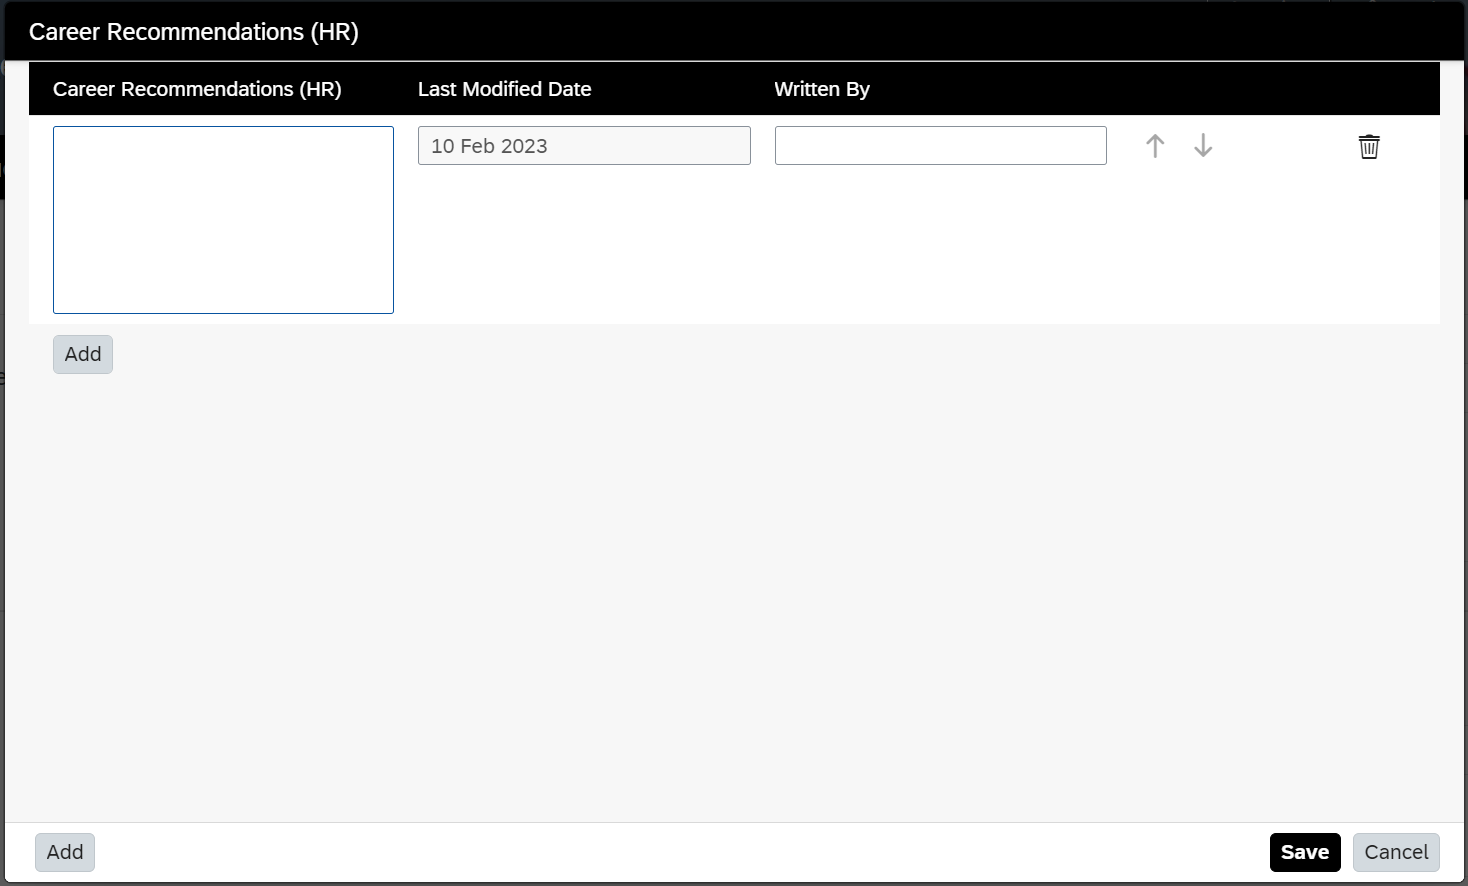 Career Recommendations (HR)
Career Recommendations (HR) Last Modified Date Written By
10 Feb 2023
Add
Add Save Cancel